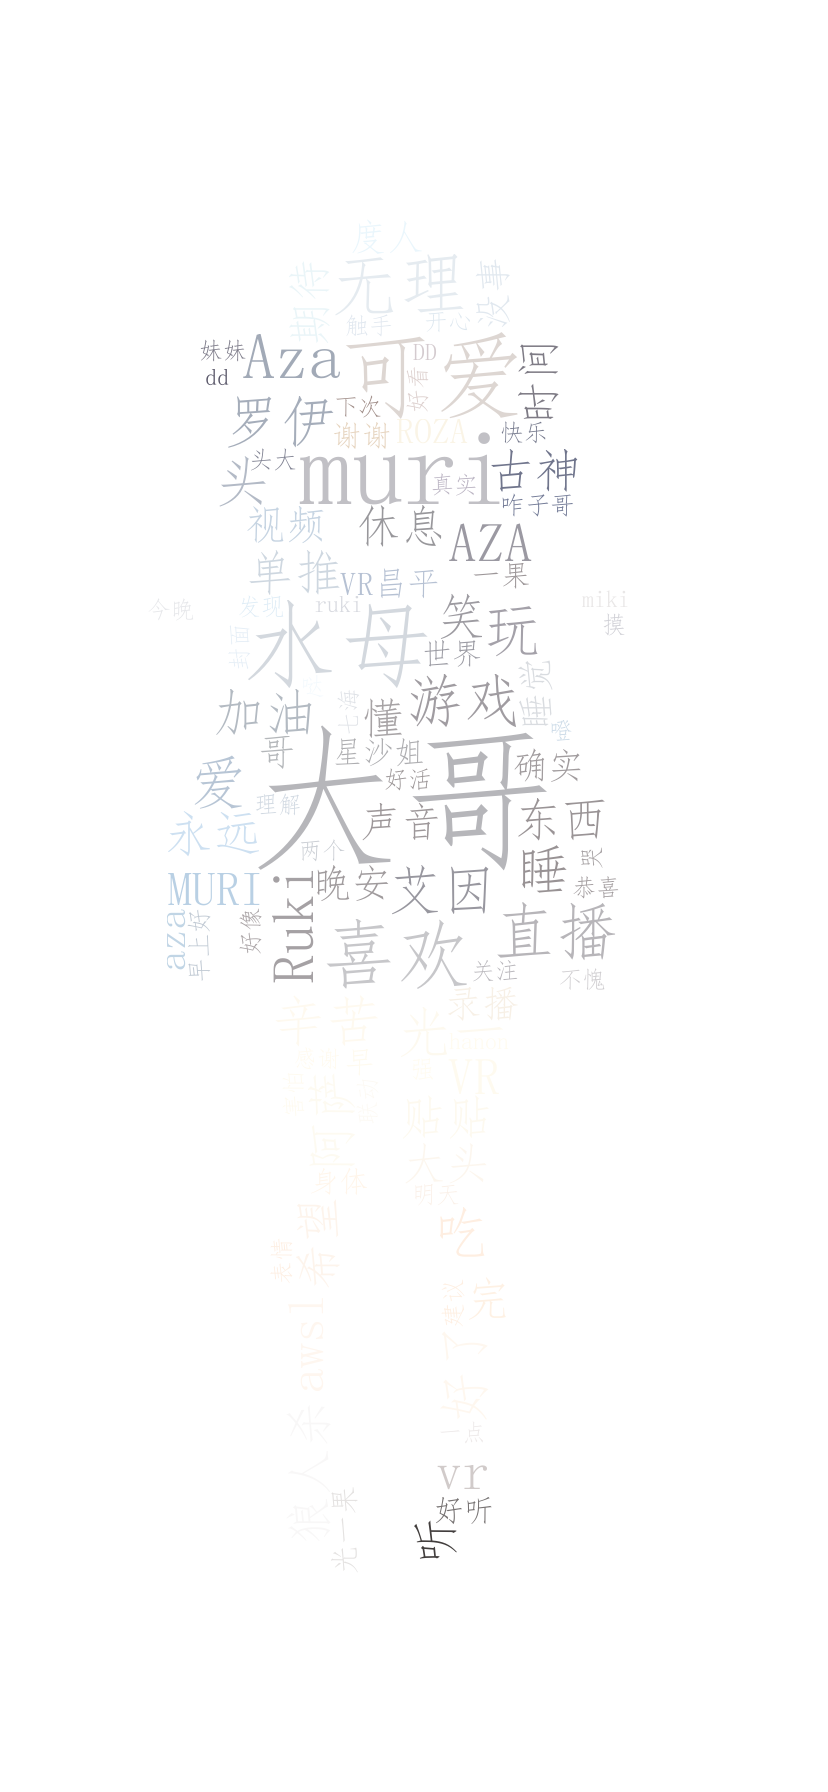 度人
期待
无理
没事
触手
开心
妹妹
Aza
可爱
DD
时间
dd
好看
罗伊
下次
谢谢
ROZA
快乐
头
头大
muri
古神
真实
咋子哥
视频
休息
AZA
单推
VR昌平
一果
今晚
发现
ruki
miki
水母
笑
玩
摸
封面
世界
睡觉
加油
七海
懂
游戏
噔
哥
星沙姐
爱
大哥
好活
确实
理解
永远
声音
东西
两个
哭
MURI
Ruki
晚安
艾因
睡
恭喜
aza
早上好
好像
喜欢
直播
关注
不愧
辛苦
录播
光一
VR
阿萨
贴贴
大头
身体
明天
希望
吃
表情
建议
完
awsl
好了
狼人杀
一点
vr
光一果
好听
听